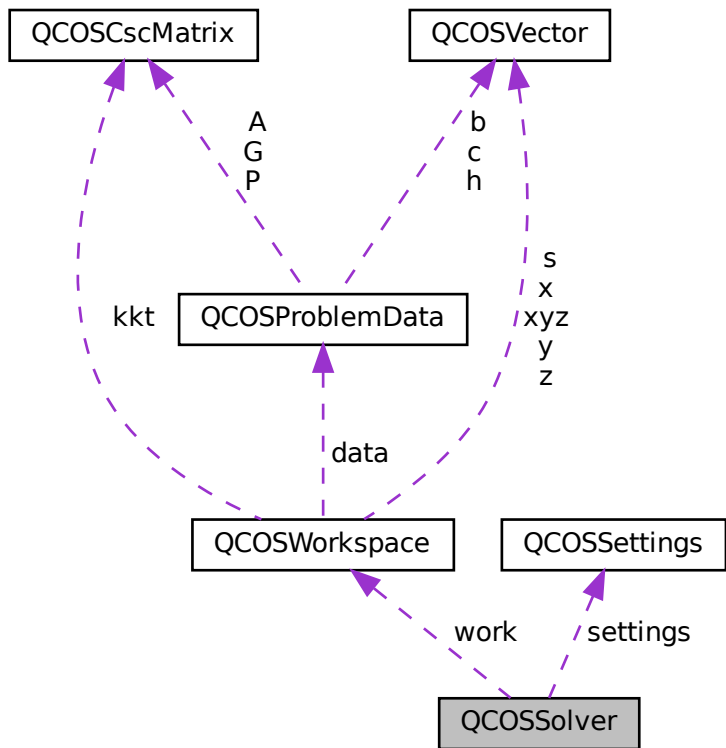 QCOSCscMatrix
QCOSVector
A
G
P
b
c
h
s
x
xyz
y
z
QCOSProblemData
kkt
data
QCOSWorkspace
QCOSSettings
work
settings
QCOSSolver